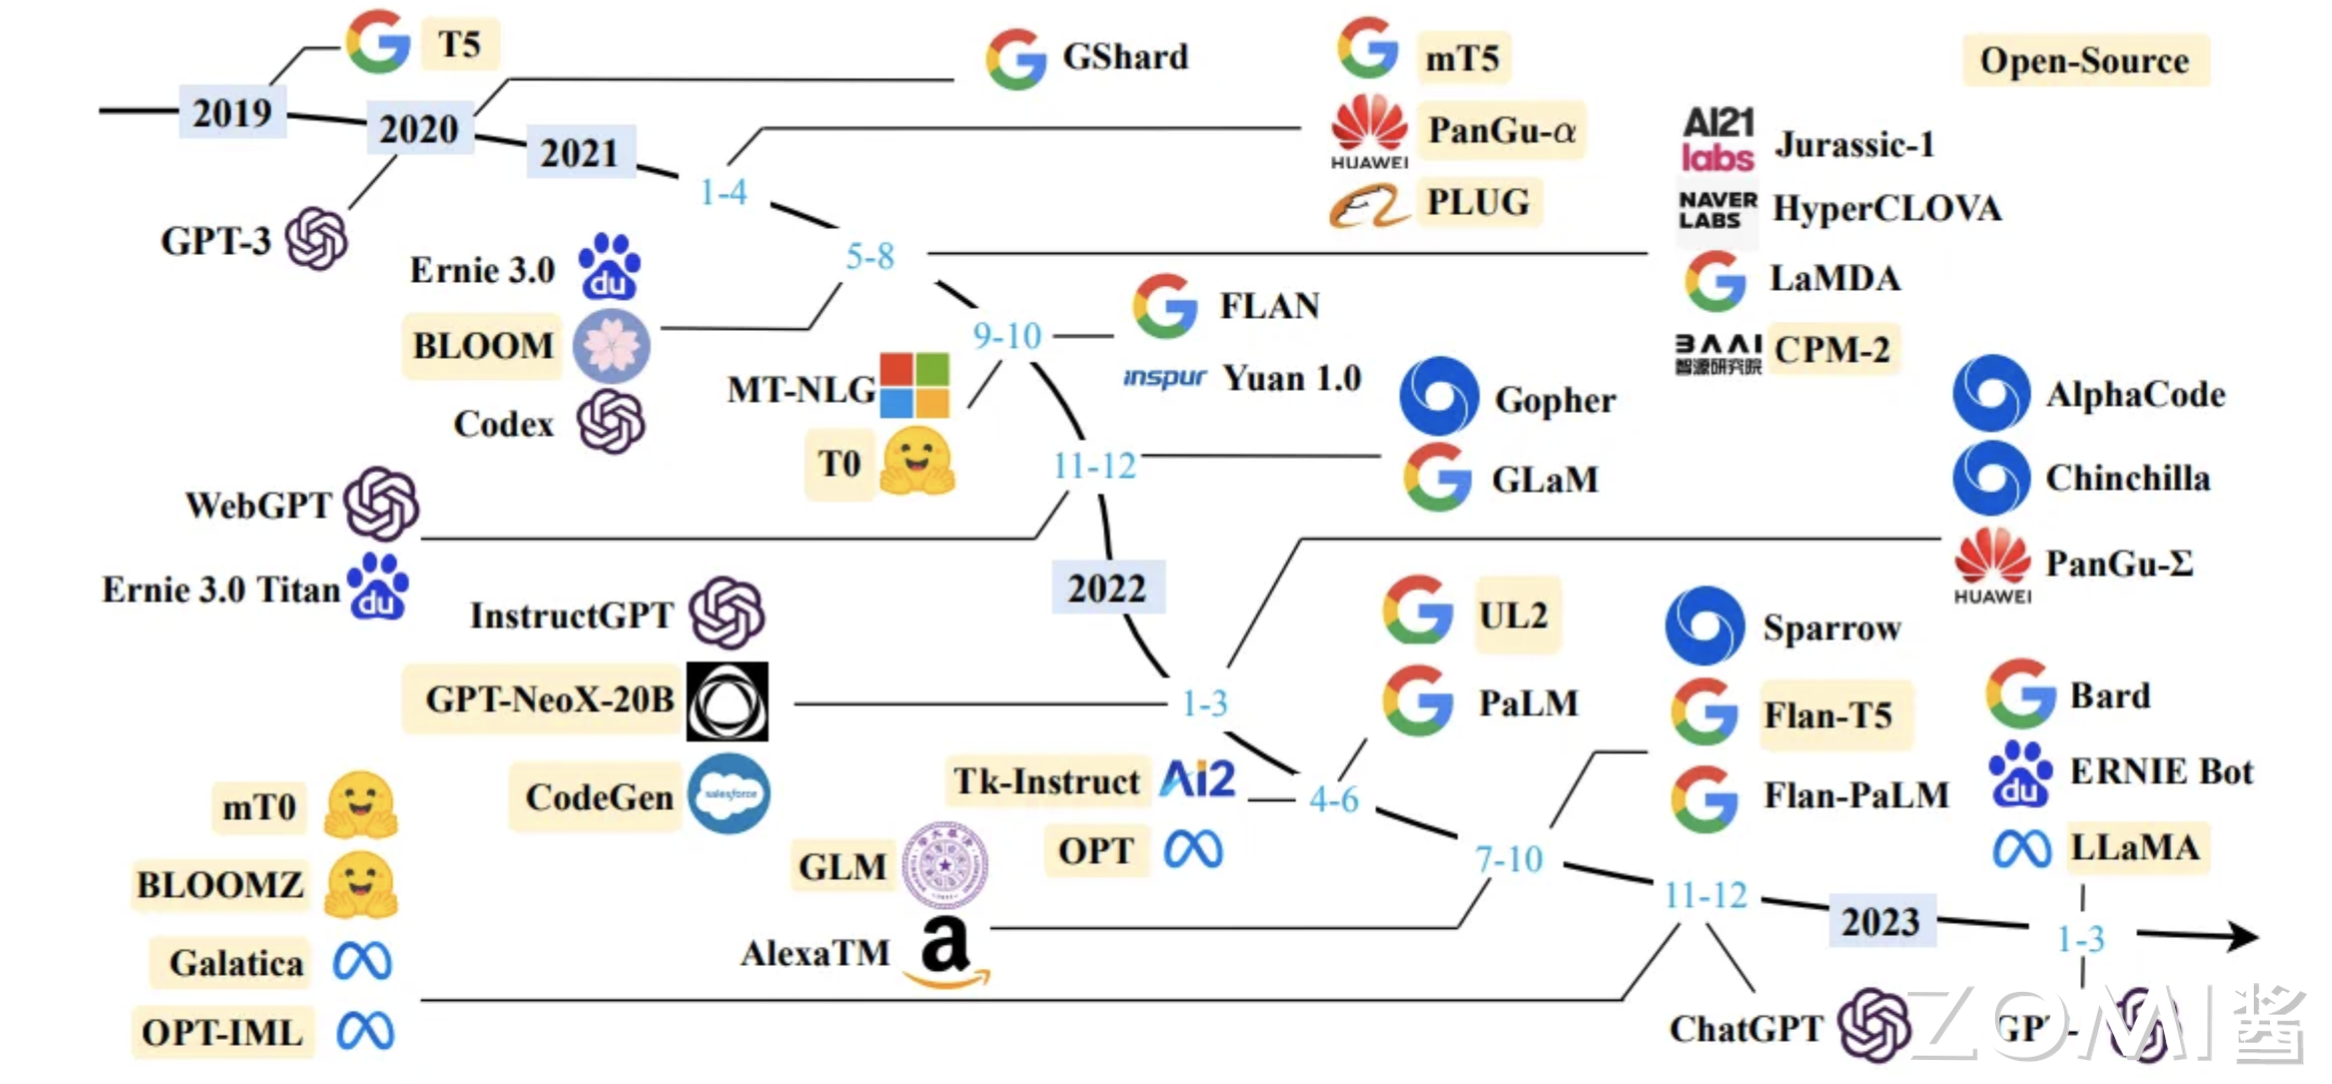 T5
GShard
mT5
Open-Source
2019
2020
2021
HUAWEI
PanGu-α
AI21
labs
Jurassic-1
1-4
PLUG
NAVER
LABS
HyperCLOVA
GPT-3
Ernie 3.0
du
5-8
LaMDA
BLOOM
9-10
FLAN
BAAI
智源研究院
CPM-2
MT-NLG
inspur
Yuan 1.0
Gopher
AlphaCode
Codex
T0
11-12
GLaM
Chinchilla
WebGPT
Ernie 3.0 Titan
du
2022
HUAWEI
PanGu-Σ
InstructGPT
UL2
Sparrow
GPT-NeoX-20B
1-3
PaLM
Flan-T5
Bard
CodeGen
salesforce
Tk-Instruct
Ai2
4-6
Flan-PaLM
du
ERNIE Bot
mT0
OPT
LLaMA
BLOOMZ
GLM
7-10
11-12
2023
1-3
AlexaTM
a
Galatica
OPT-IML
ChatGPT
ZOMI酱